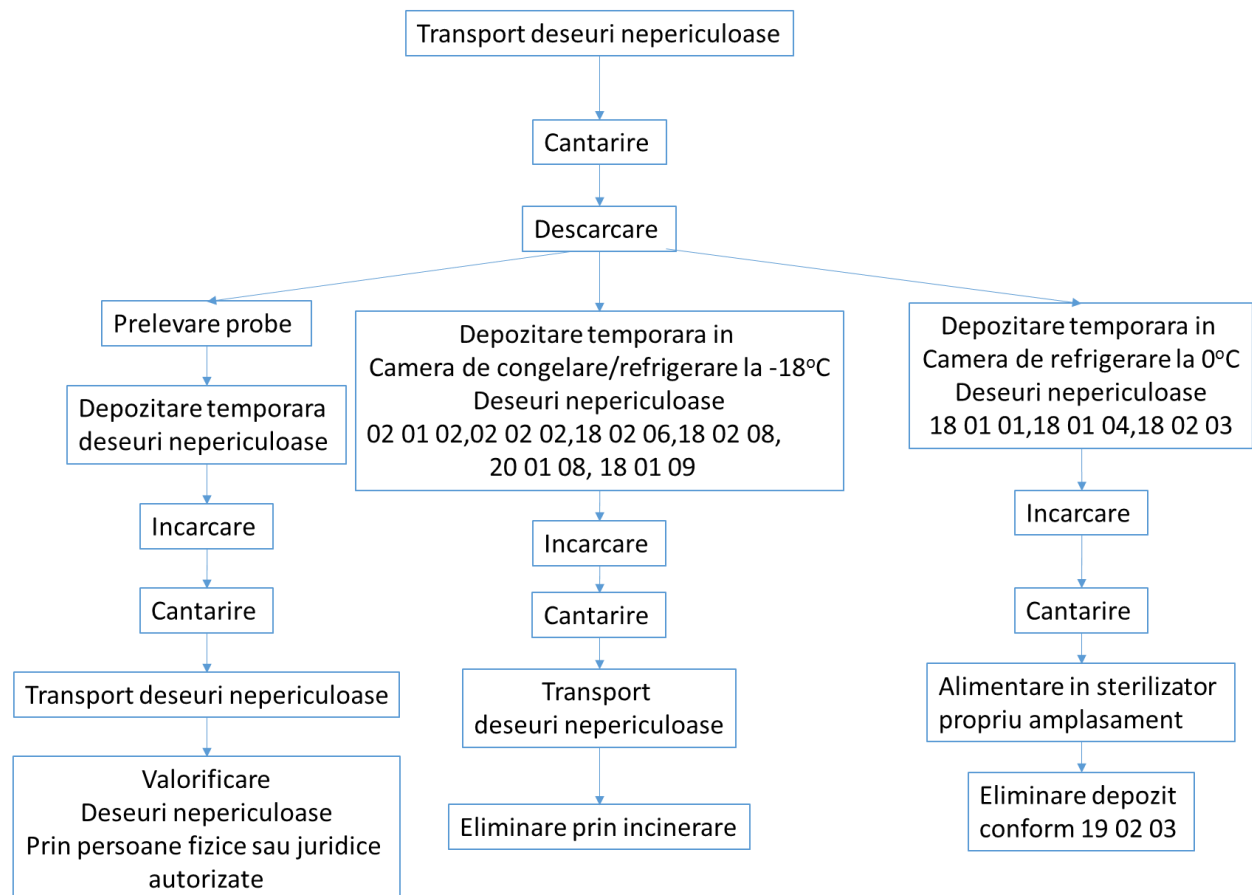 Transport deseuri nepericuloase
Cantarire
Descarcare
Prelevare probe
Depozitare temporara
deseuri nepericuloase
Incarcare
Cantarire
Transport deseuri nepericuloase
Valorificare
Deseuri nepericuloase
Prin persoane fizice sau juridice
autorizate
Depozitare temporara in
Camera de congelare/refrigerare la -18°C
Deseuri nepericuloase
02 01 02,02 02 02,18 02 06,18 02 08,
20 01 08, 18 01 09
Incarcare
Cantarire
Transport
deseuri nepericuloase
Eliminare prin incinerare
Depozitare temporara in
Camera de refrigerare la 0°C
Deseuri nepericuloase
18 01 01,18 01 04,18 02 03
Incarcare
Cantarire
Alimentare in sterilizator
propriu amplasament
Eliminare depozit
conform 19 02 03